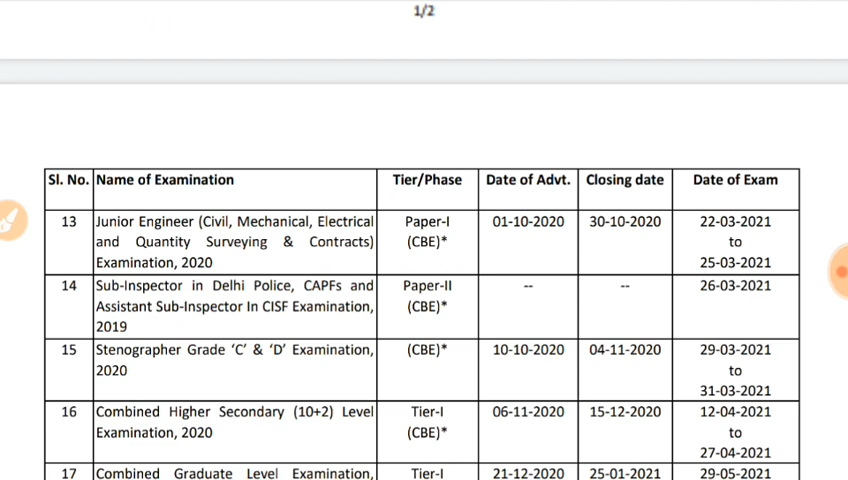 1/2
Sl. No. Name of Examination Tier/Phase Date of Advt. Closing date Date of Exam
13 Junior Engineer (Civil, Mechanical, Electrical Paper-I 01-10-2020 30-10-2020 22-03-2021
and Quantity Surveying & Contracts) (CBE)* to
Examination, 2020 25-03-2021
14 Sub-Inspector in Delhi Police, CAPFs and Paper-II -- -- 26-03-2021
Assistant Sub-Inspector In CISF Examination, (CBE)*
2019
15 Stenographer Grade ‘C’ & ‘D’ Examination, (CBE)* 10-10-2020 04-11-2020 29-03-2021
2020 to
31-03-2021
16 Combined Higher Secondary (10+2) Level Tier-I 06-11-2020 15-12-2020 12-04-2021
Examination, 2020 (CBE)* to
27-04-2021
17 Combined Graduate Level Examination, Tier-I 21-12-2020 25-01-2021 29-05-2021